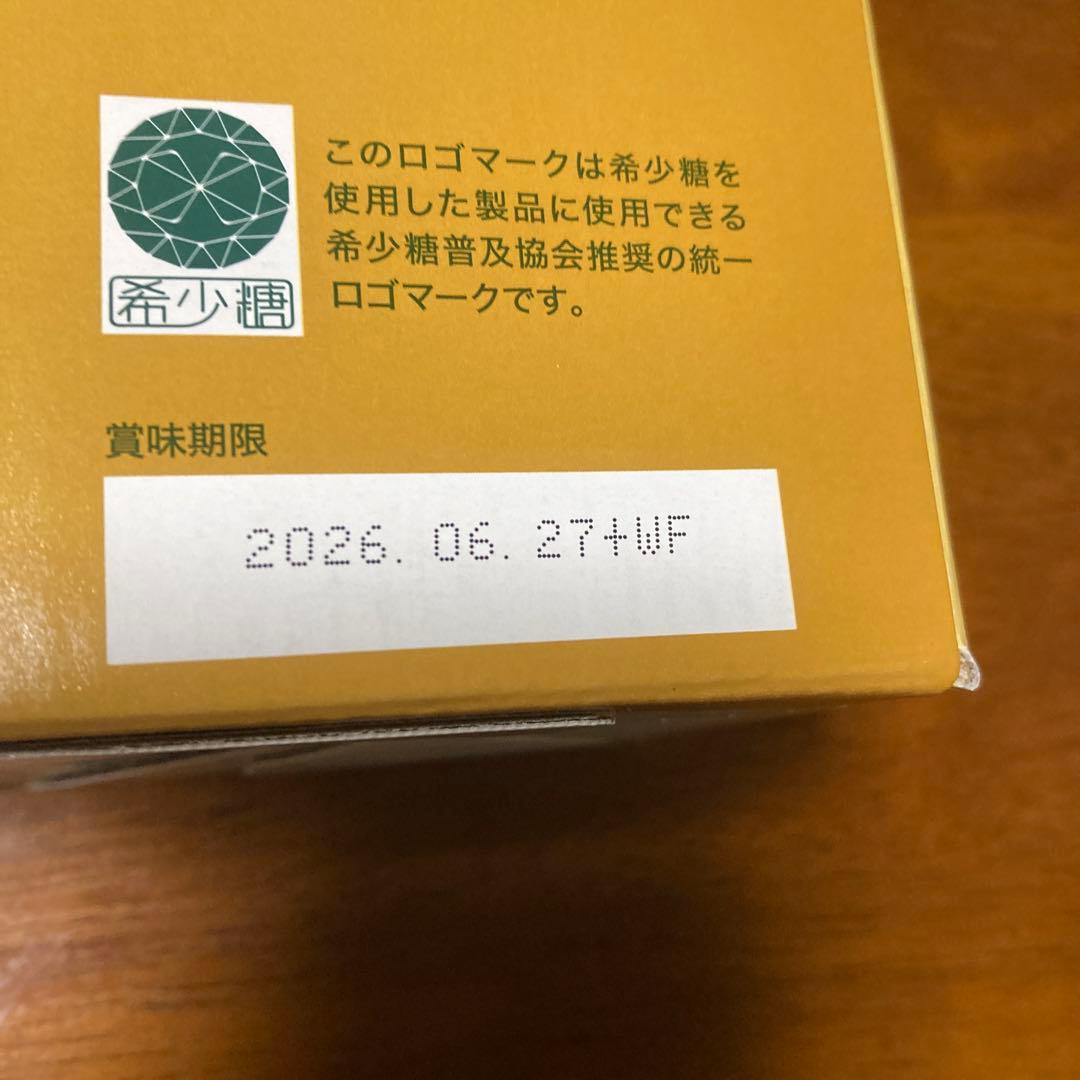 希少糖
このロゴマークは希少糖を
使用した製品に使用できる
希少糖普及協会推奨の統一
ロゴマークです。
賞味期限
2026. 06. 27+WF